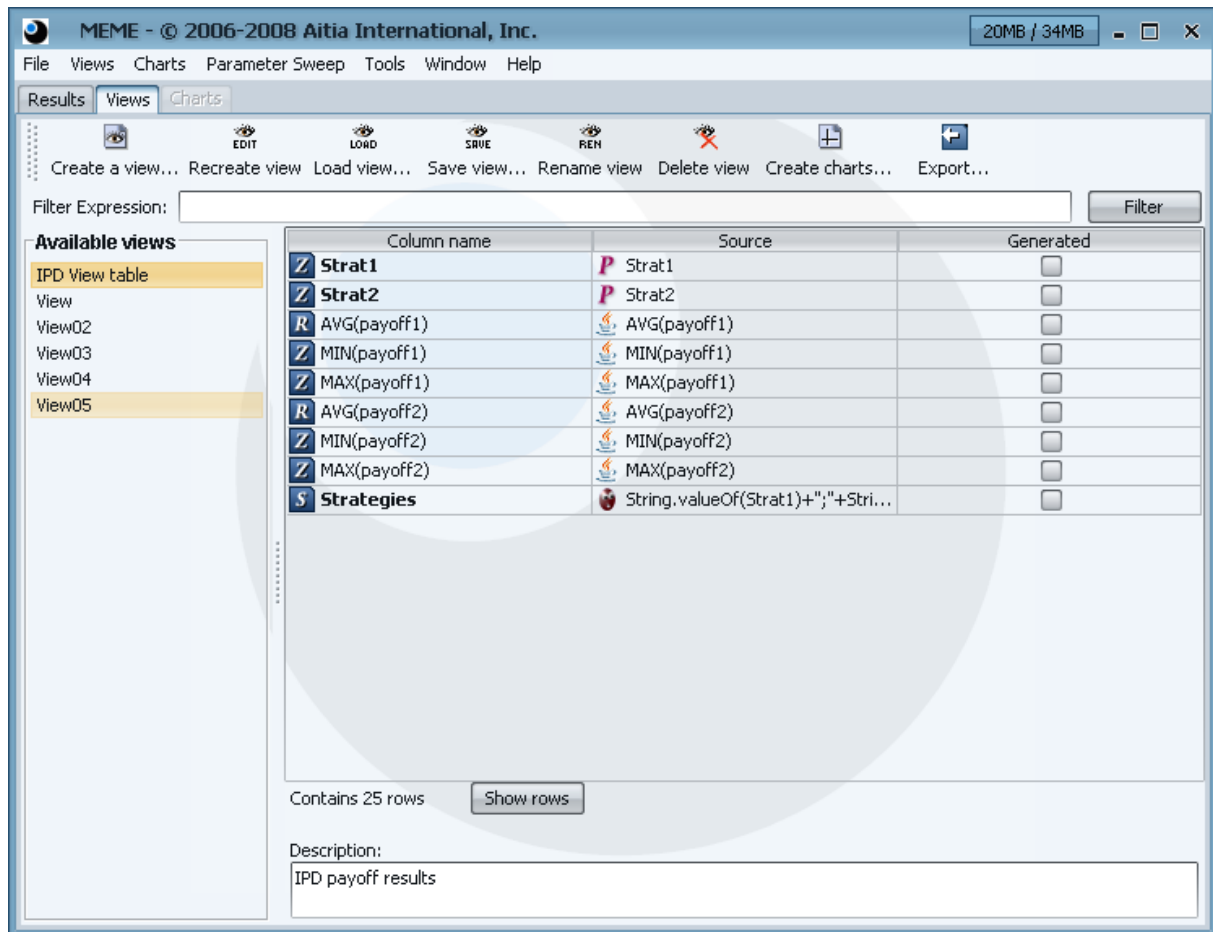 MEME - © 2006-2008 Aitia International, Inc. 20MB / 34MB
File Views Charts Parameter Sweep Tools Window Help
Results Views Charts
EDIT LOAD SAVE REN
Create a view... Recreate view Load view... Save view... Rename view Delete view Create charts... Export...
Filter Expression: Filter
Available views
IPD View table
View
View02
View03
View04
View05
Column name Source Generated
Z Strat1 P Strat1
Z Strat2 P Strat2
R AVG(payoff1) AVG(payoff1)
Z MIN(payoff1) MIN(payoff1)
Z MAX(payoff1) MAX(payoff1)
R AVG(payoff2) AVG(payoff2)
Z MIN(payoff2) MIN(payoff2)
Z MAX(payoff2) MAX(payoff2)
S Strategies String.valueOf(Strat1)+";"+Stri...
Contains 25 rows Show rows
Description:
IPD payoff results